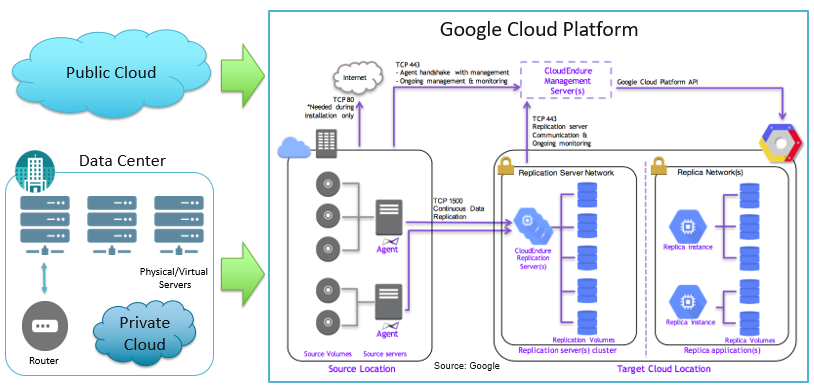 Google Cloud Platform
Public Cloud
Data Center
Physical/Virtual
Servers
Router
Private
Cloud
Internet
TCP 80
*Needed during
installation only
TCP 443
- Agent handshake with management
- Ongoing management & monitoring
CloudEndure
Management
Server(s)
Google Cloud Platform API
TCP 443
Replication server
Communication &
Ongoing monitoring
TCP 1500
Continuous Data
Replication
Agent
Agent
Source Volumes
Source servers
Source Location
Source: Google
Replication Server Network
CloudEndure
Replication
Server(s)
Replication Volumes
Replication server(s) cluster
Replica Network(s)
Replica instance
Replica instance
Replica Volumes
Replica application(s)
Target Cloud Location